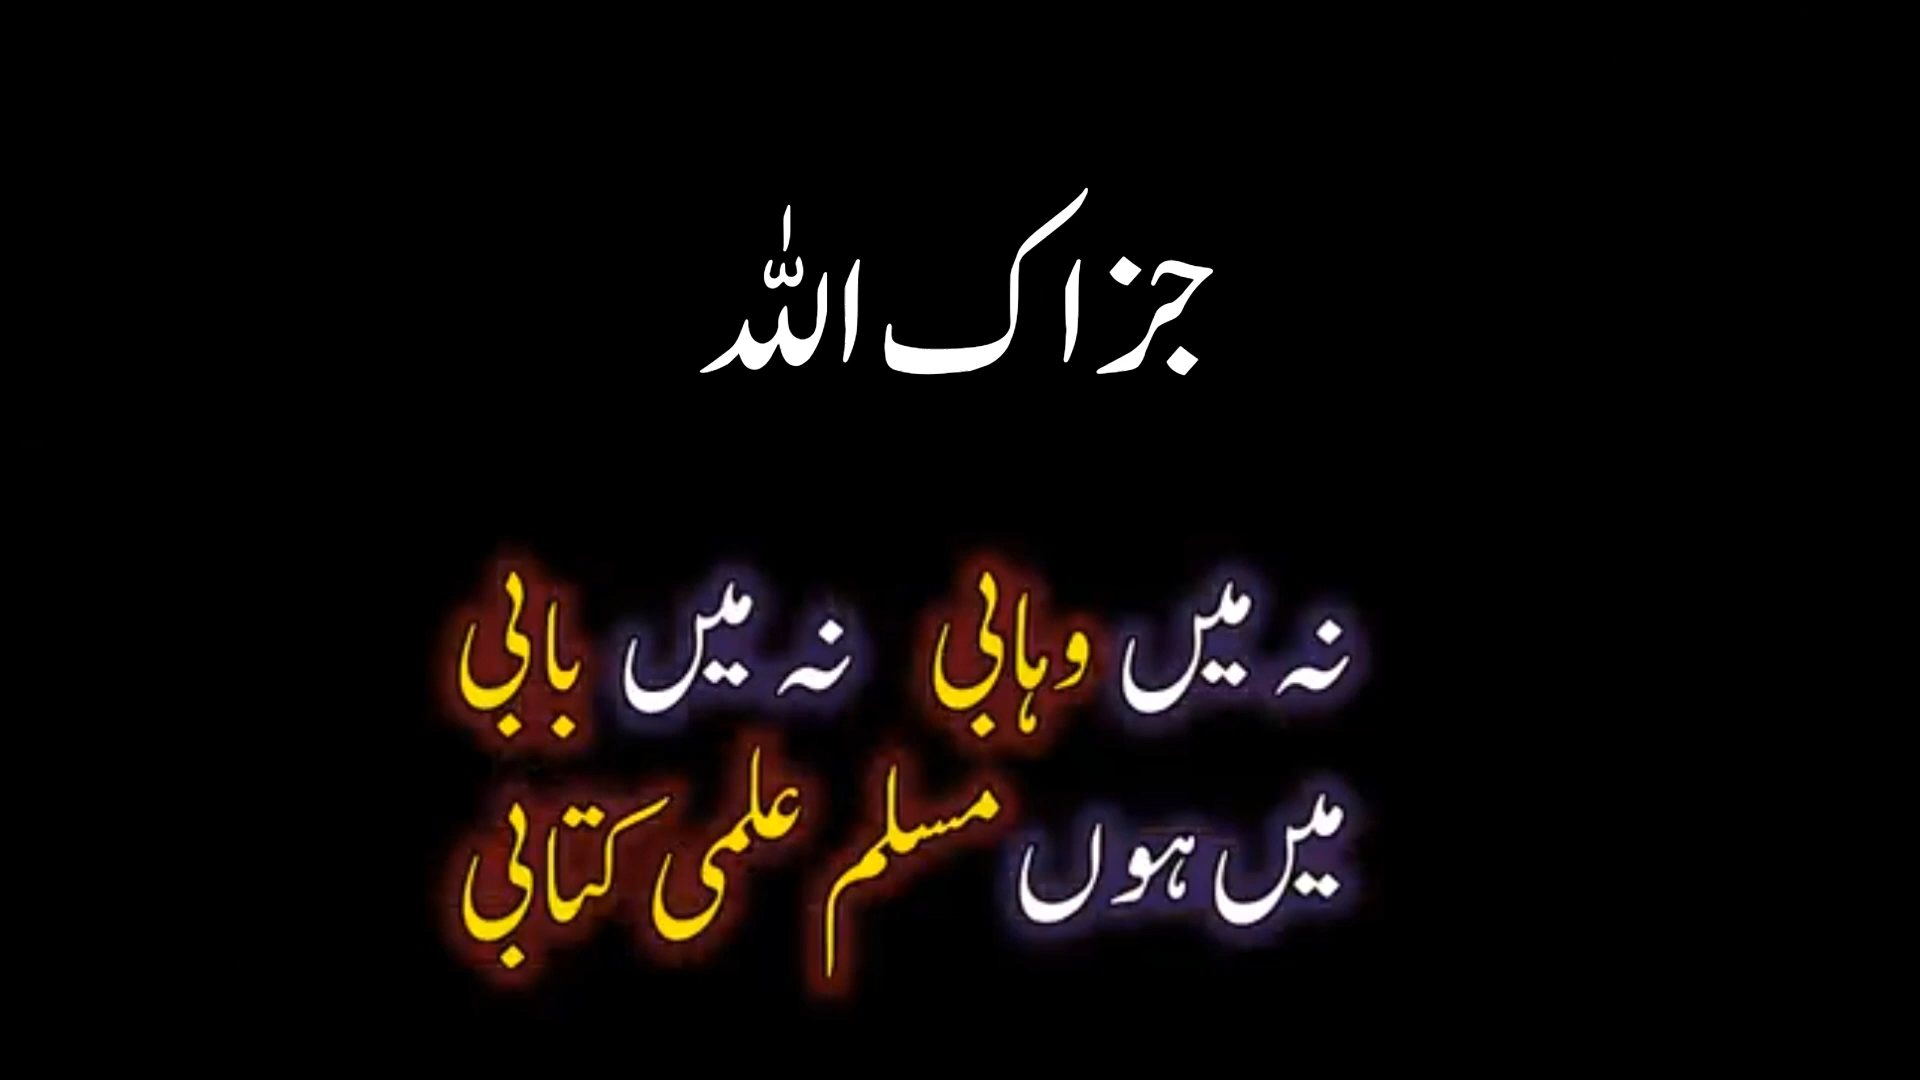 جزاک اللہ
نہ میں وہابی نہ میں بابی
میں ہوں مسلم علمی کتابی